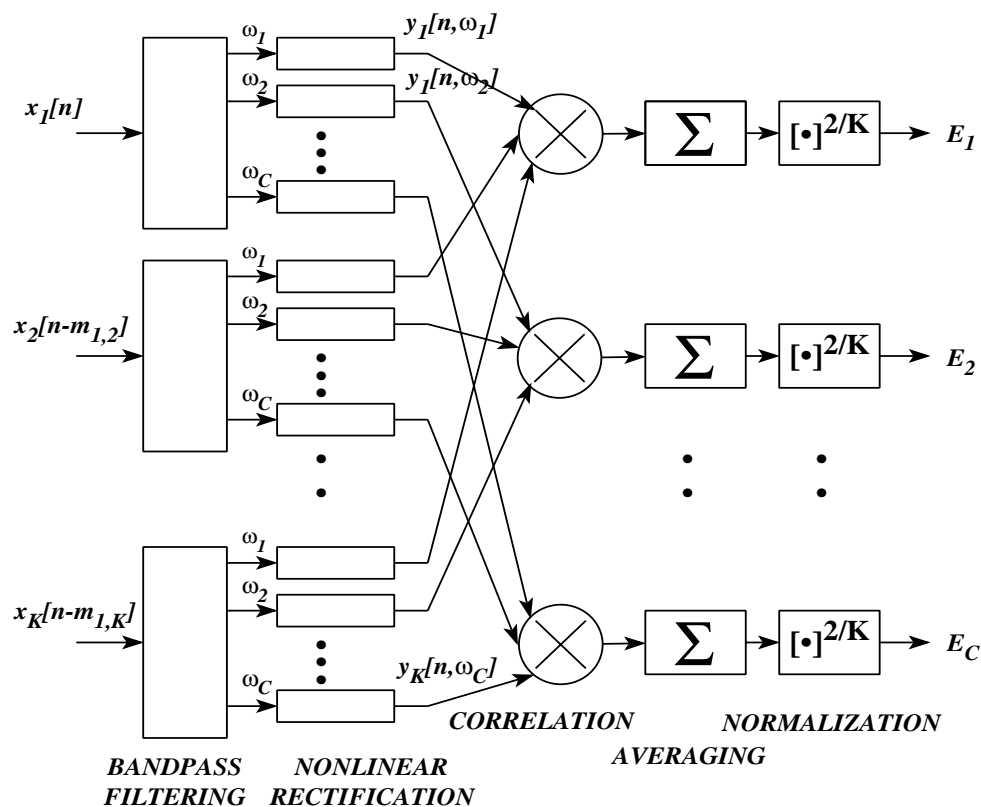 ω1 y1[n,ω1]
x1[n] ω2 y1[n,ω2]
ωC
Σ [•]2/K E1
ω1
x2[n-m1,2] ω2
ωC
Σ [•]2/K E2
ω1
xK[n-m1,K] ω2
ωC yK[n,ωC]
Σ [•]2/K EC
BANDPASS FILTERING
NONLINEAR RECTIFICATION
CORRELATION
AVERAGING
NORMALIZATION